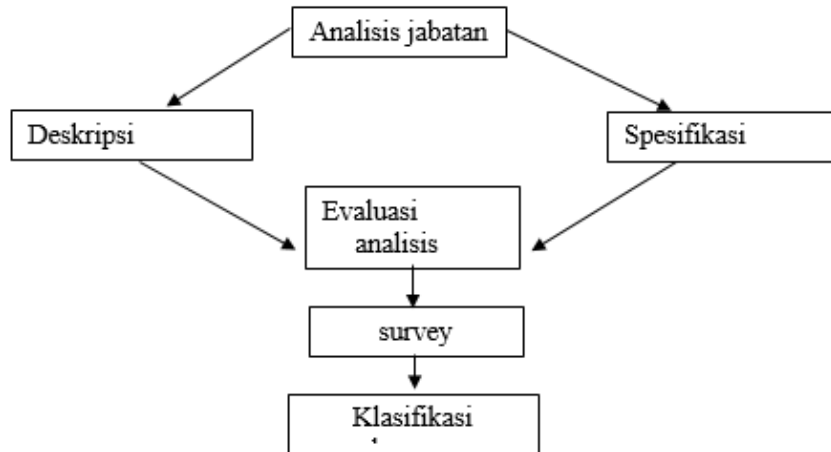 Analisis jabatan
Deskripsi
Spesifikasi
Evaluasi
analisis
survey
Klasifikasi